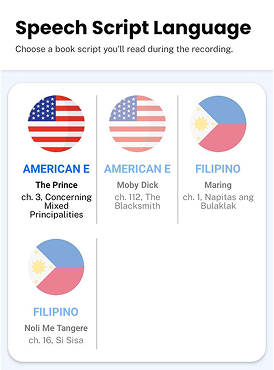 Speech Script Language
Choose a book script you'll read during the recording.
AMERICAN E
The Prince
ch. 3, Concerning
Mixed
Principalities
AMERICAN E
Moby Dick
ch. 112, The
Blacksmith
FILIPINO
Maring
ch. 1, Napitas ang
Bulaklak
FILIPINO
Noli Me Tangere
ch. 16, Si Sisa